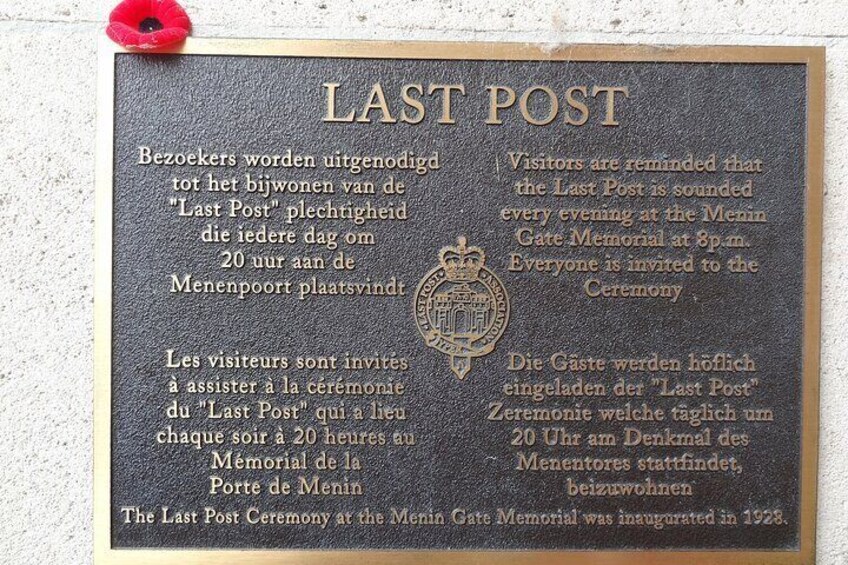 LAST POST
Bezoekers worden uitgenodigd
tot het bijwonen van de
"Last Post" plechtigheid
die iedere dag om
20 uur aan de
Menenpoort plaatsvindt
Visitors are reminded that
the Last Post is sounded
every evening at the Menin
Gate Memorial at 8p.m.
Everyone is invited to the
Ceremony
LAST POST ASSOCIATION
Les visiteurs sont invités
à assister à la cérémonie
du "Last Post" qui a lieu
chaque soir à 20 heures au
Mémorial de la
Porte de Menin
Die Gäste werden höflich
eingeladen der "Last Post"
Zeremonie welche täglich um
20 Uhr am Denkmal des
Menentores stattfindet,
beizuwohnen
The Last Post Ceremony at the Menin Gate Memorial was inaugurated in 1928.